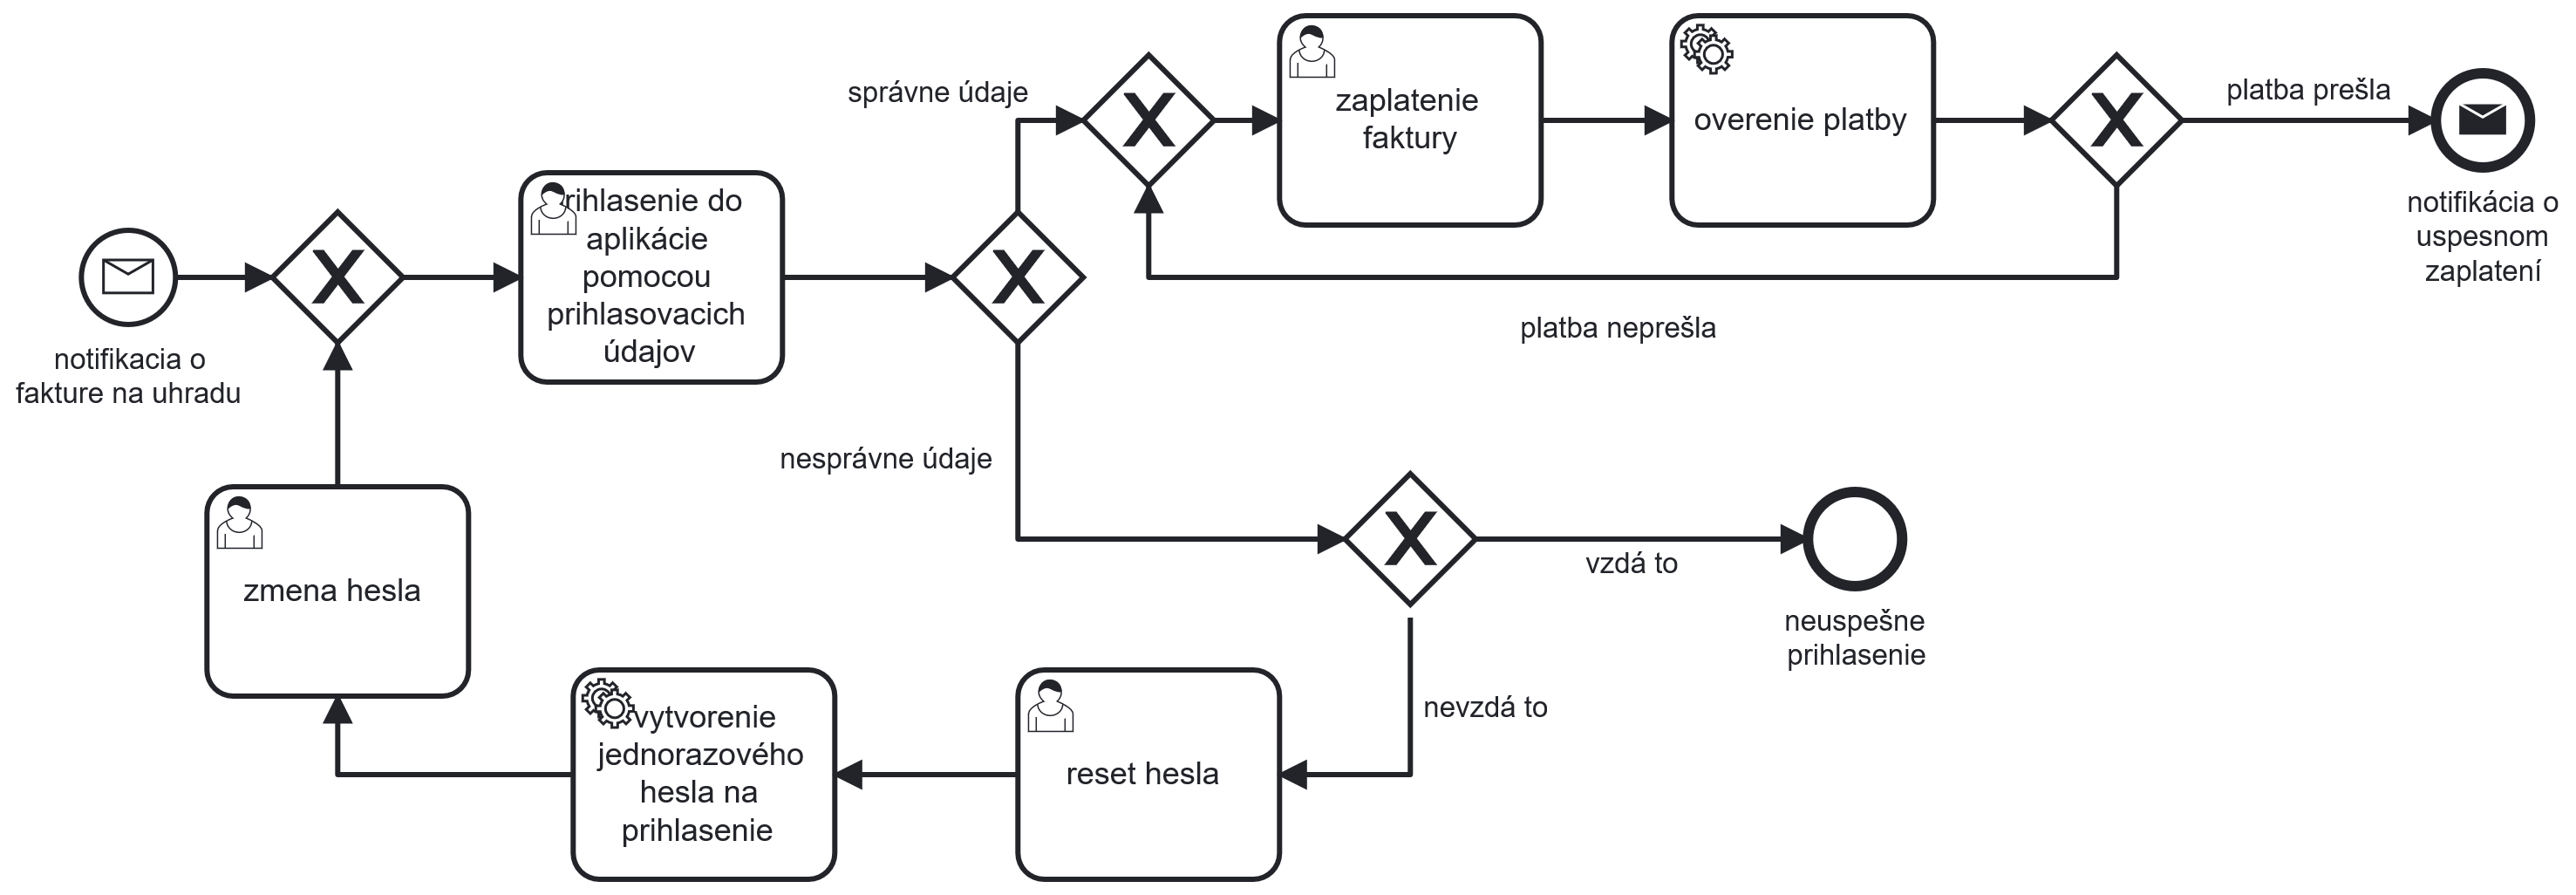 správne údaje
zaplatenie
faktury
overenie platby
platba prešla
notifikácia o
uspesnom
zaplatení
rihlasenie do
aplikácie
pomocou
prihlasovacich
údajov
notifikacia o
fakture na uhradu
platba neprešla
nesprávne údaje
vzdá to
neuspešne
prihlasenie
zmena hesla
nevzdá to
reset hesla
vytvorenie
jednorazového
hesla na
prihlasenie